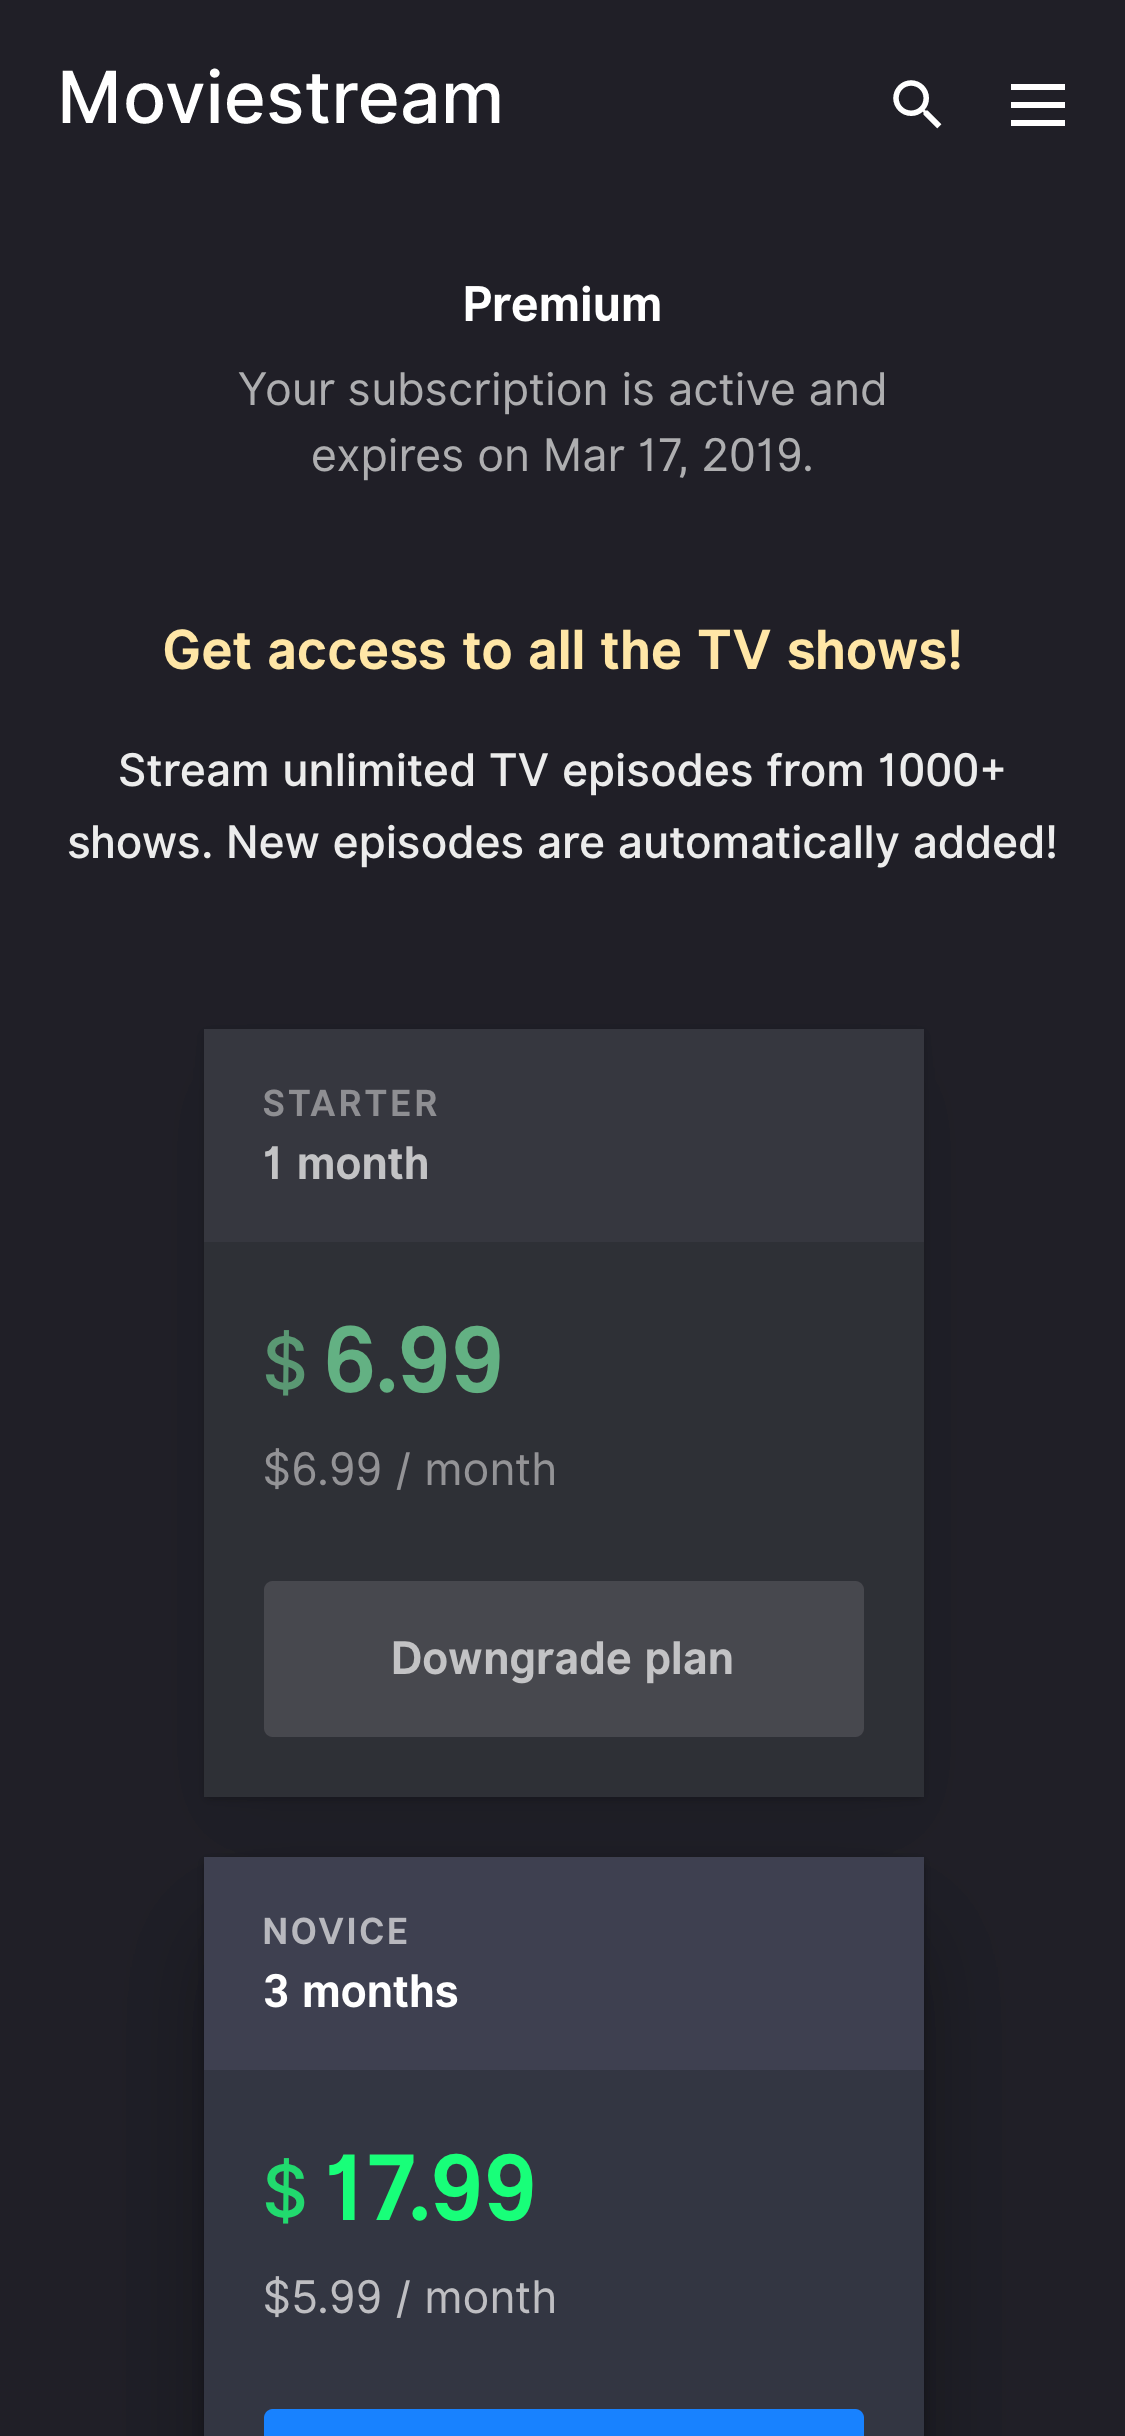 Moviestream
Premium
Your subscription is active and
expires on Mar 17, 2019.
Get access to all the TV shows!
Stream unlimited TV episodes from 1000+
shows. New episodes are automatically added!
STARTER
1 month
$ 6.99
$6.99 / month
Downgrade plan
NOVICE
3 months
$ 17.99
$5.99 / month